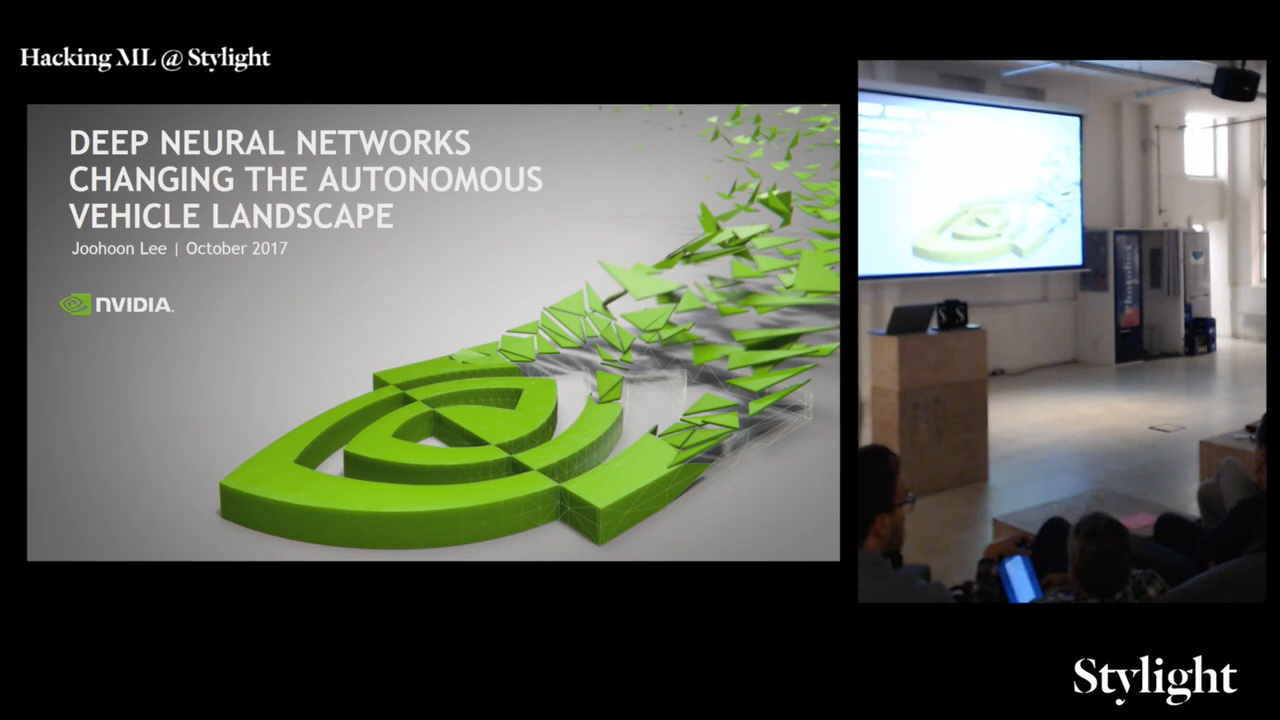 Hacking ML @ Stylight
DEEP NEURAL NETWORKS
CHANGING THE AUTONOMOUS
VEHICLE LANDSCAPE
Joohoon Lee | October 2017
NVIDIA.
Stylight